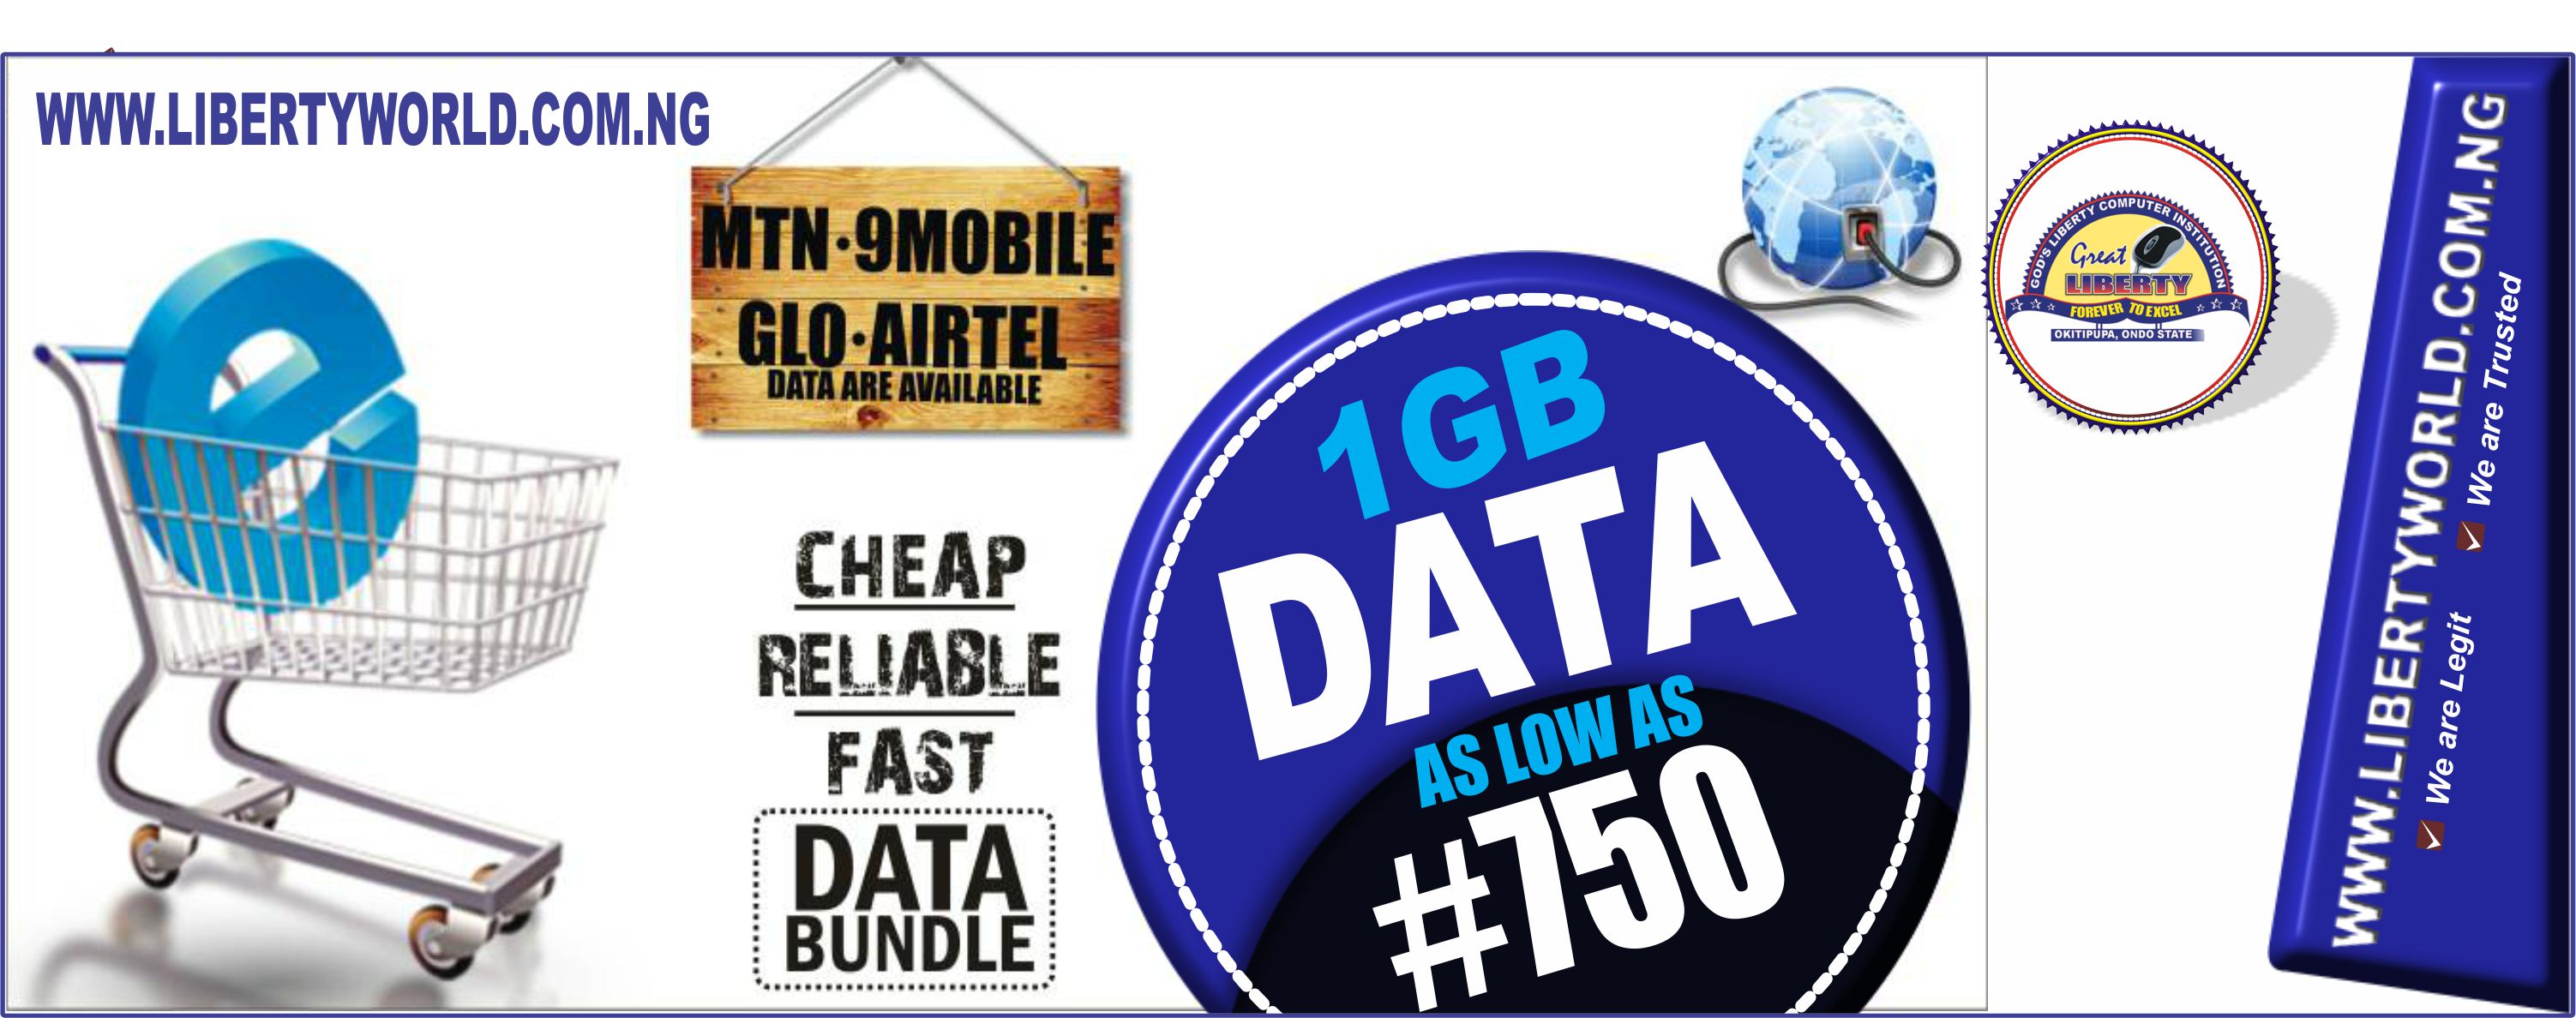 WWW.LIBERTYWORLD.COM.NG
MTN•9MOBILE
GLO•AIRTEL
DATA ARE AVAILABLE
CHEAP
RELIABLE
FAST
DATA
BUNDLE
1GB
DATA
AS LOW AS
#750
GOD'S LIBERTY COMPUTER INSTITUTION
Great
LIBERTY
FOREVER TO EXCEL
OKITIPUPA, ONDO STATE
WWW.LIBERTYWORLD.COM.NG
We are Legit
We are Trusted